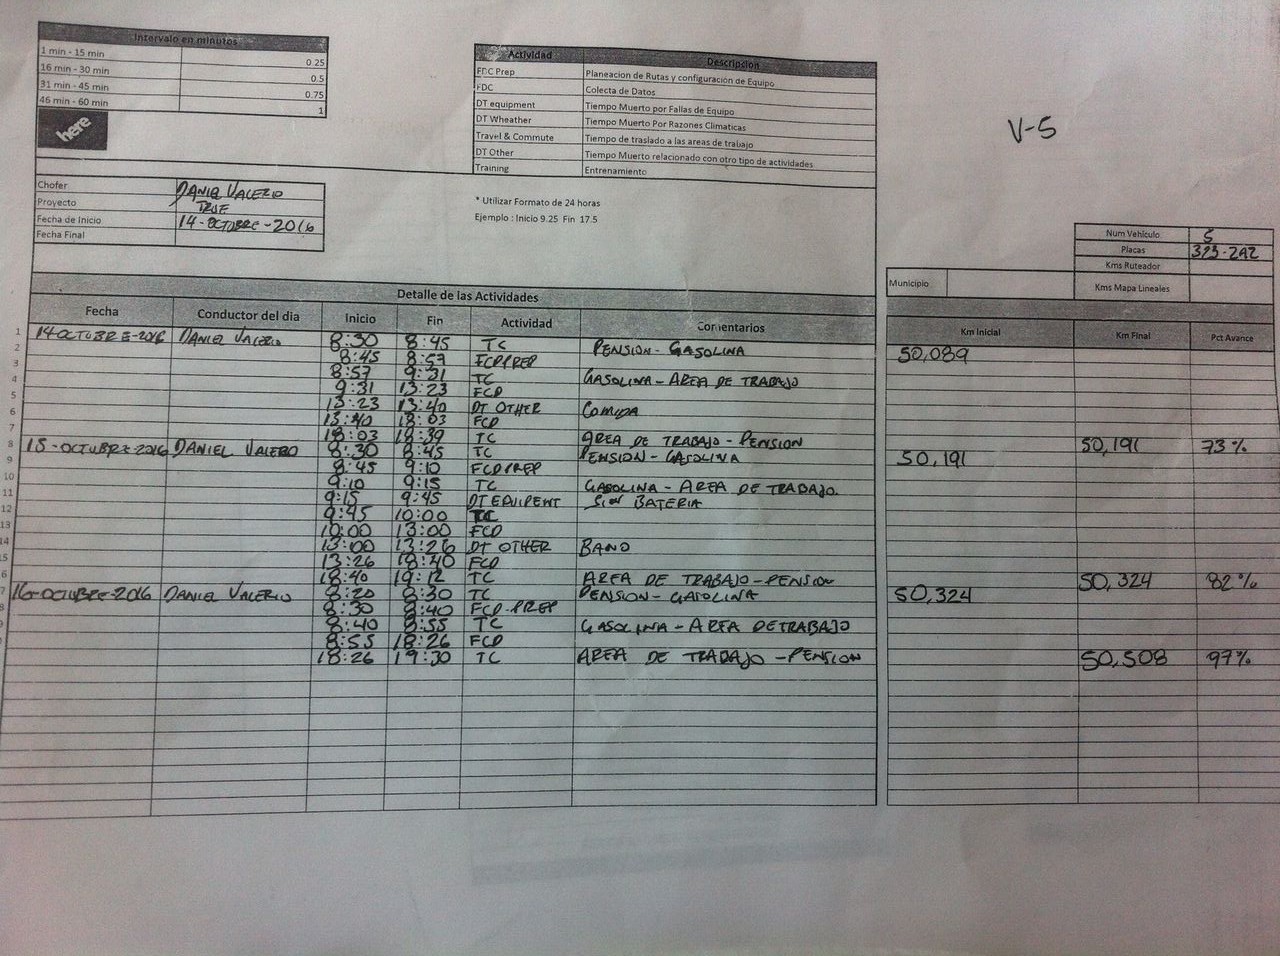 Intervalo en minutos
1 min - 15 min 0.25
16 min - 30 min 0.5
31 min - 45 min 0.75
46 min - 60 min 1
here
Actividad Descripcion
FDC Prep Planeacion de Rutas y configuración de Equipo
FDC Colecta de Datos
DT equipment Tiempo Muerto por Fallas de Equipo
DT Wheather Tiempo Muerto Por Razones Climaticas
Travel & Commute Tiempo de traslado a las areas de trabajo
DT Other Tiempo Muerto relacionado con otro tipo de actividades
Training Entrenamiento
V-5
Chofer DANIEL VALERIO
Proyecto
Fecha de Inicio 14-OCTUBRE-2016
Fecha Final
* Utilizar Formato de 24 horas
Ejemplo : Inicio 9.25 Fin 17.5
Num Vehiculo 5
Placas 323-ZAZ
Kms Ruteador
Kms Mapa Lineales
Municipio
Detalle de las Actividades
Fecha Conductor del dia Inicio Fin Actividad Comentarios Km Inicial Km Final Pct Avance
1 14 OCTUBRE-2016 DANIEL VALERIO 8:30 8:45 TC PENSION-GASOLINA 50,089
2 8:45 8:57 FCP/PREP
3 8:57 9:31 TC GASOLINA-AREA DE TRABAJO
4 9:31 13:23 FCD
5 13:23 13:40 DT OTHER COMIDA
6 13:40 18:03 FCD
7 18:03 18:39 TC AREA DE TRABAJO-PENSION 50,191 73%
8 15-OCTUBRE-2016 DANIEL VALERIO 8:30 8:45 TC PENSION-GASOLINA 50,191
9 8:45 9:10 FCD/PREP
10 9:10 9:15 TC GASOLINA-AREA DE TRABAJO.
11 9:15 9:45 DT EQUIPEMT SIN BATERIA
12 9:45 10:00 TC
13 10:00 13:00 FCD
14 13:00 13:26 DT OTHER BANO
15 13:26 18:40 FCD
6 18:40 19:12 TC AREA DE TRABAJO-PENSION 50,324 82%
7 16-OCTUBRE-2016 DANIEL VALERIO 8:20 8:30 TC PENSION-GASOLINA 50,324
8 8:30 8:40 FCD-PREP
9 8:40 8:55 TC GASOLINA-AREA DETRABAJO
8:55 18:26 FCD
18:26 19:30 TC AREA DE TRABAJO-PENSION 50,508 97%